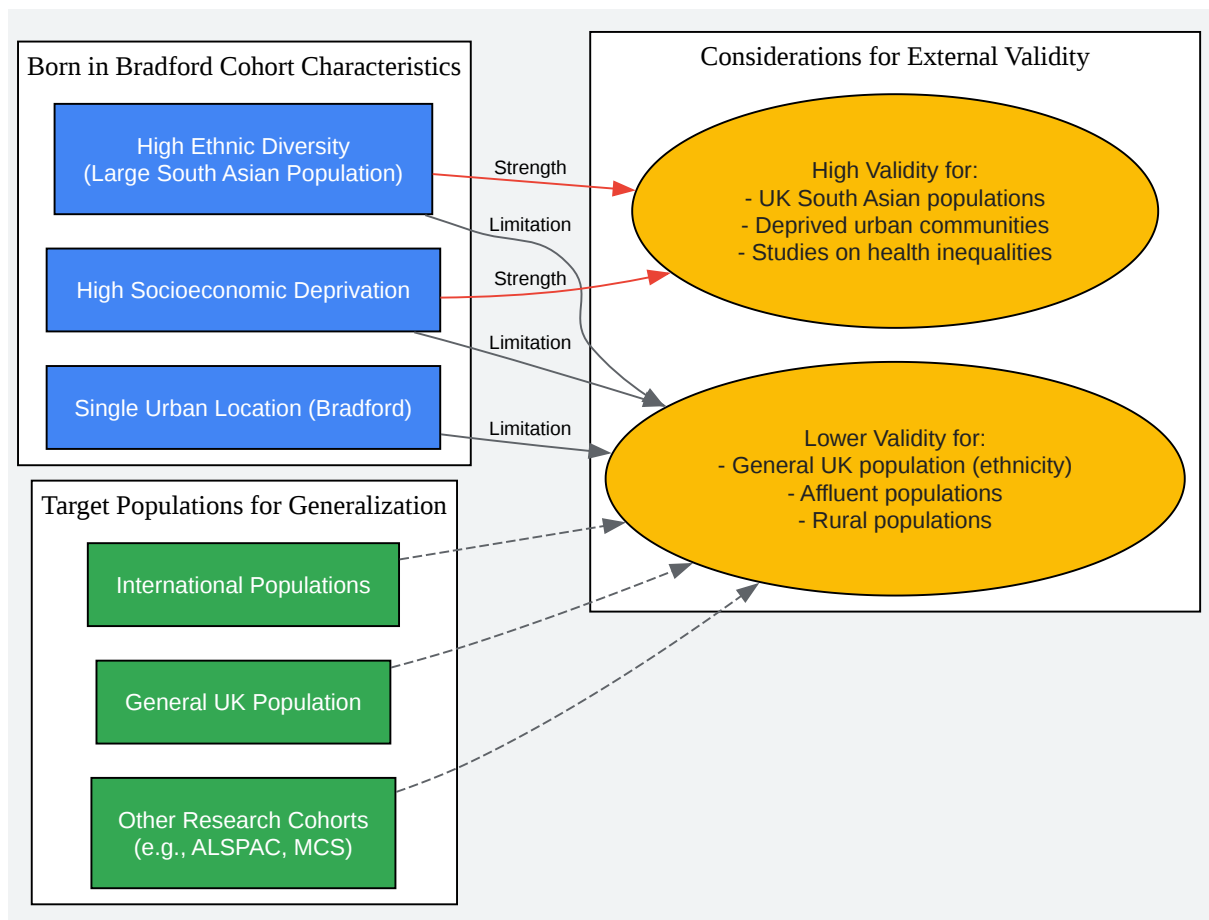 Born in Bradford Cohort Characteristics
High Ethnic Diversity
(Large South Asian Population)
High Socioeconomic Deprivation
Single Urban Location (Bradford)
Strength
Limitation
Strength
Limitation
Limitation
Considerations for External Validity
High Validity for:
- UK South Asian populations
- Deprived urban communities
- Studies on health inequalities
Lower Validity for:
- General UK population (ethnicity)
- Affluent populations
- Rural populations
Target Populations for Generalization
International Populations
General UK Population
Other Research Cohorts
(e.g., ALSPAC, MCS)